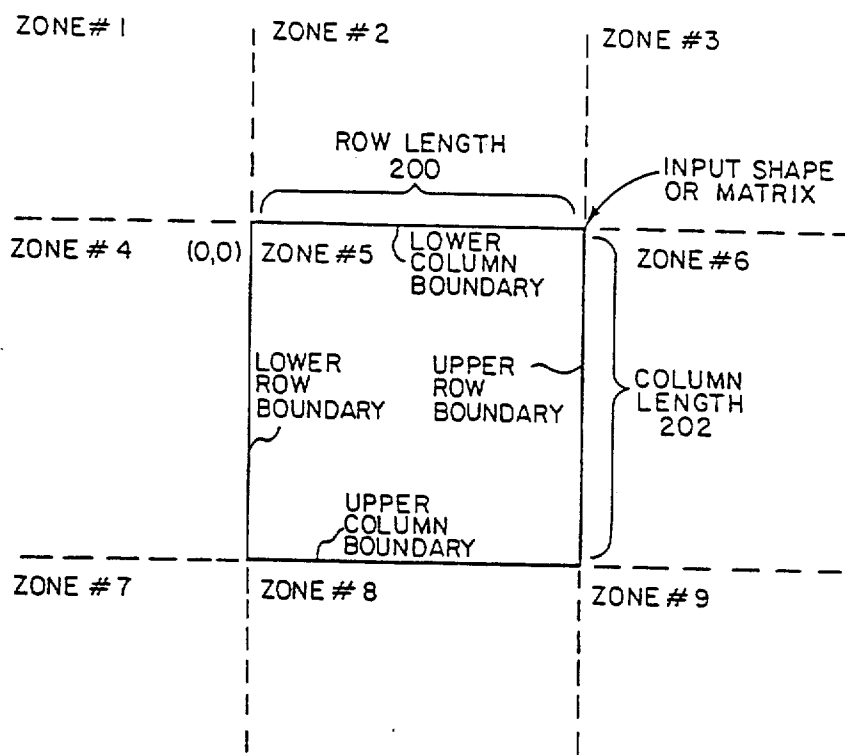 ZONE# 1
ZONE #2
ZONE #3
ROW LENGTH
200
INPUT SHAPE
OR MATRIX
ZONE # 4
(0,0)
ZONE #5
LOWER
COLUMN
BOUNDARY
ZONE#6
LOWER
ROW
BOUNDARY
UPPER
ROW
BOUNDARY
COLUMN
LENGTH
202
UPPER
COLUMN
BOUNDARY
ZONE #7
ZONE # 8
ZONE #9